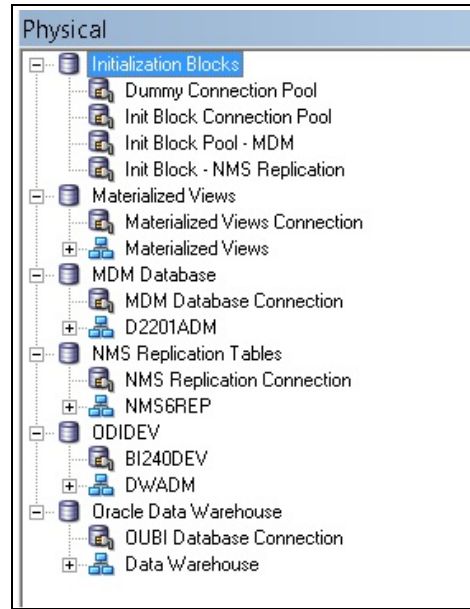 Physical
Initialization Blocks
Dummy Connection Pool
Init Block Connection Pool
Init Block Pool - MDM
Init Block - NMS Replication
Materialized Views
Materialized Views Connection
Materialized Views
MDM Database
MDM Database Connection
D2201ADM
NMS Replication Tables
NMS Replication Connection
NMS6REP
ODIDEV
BI240DEV
DWADM
Oracle Data Warehouse
OUBI Database Connection
Data Warehouse